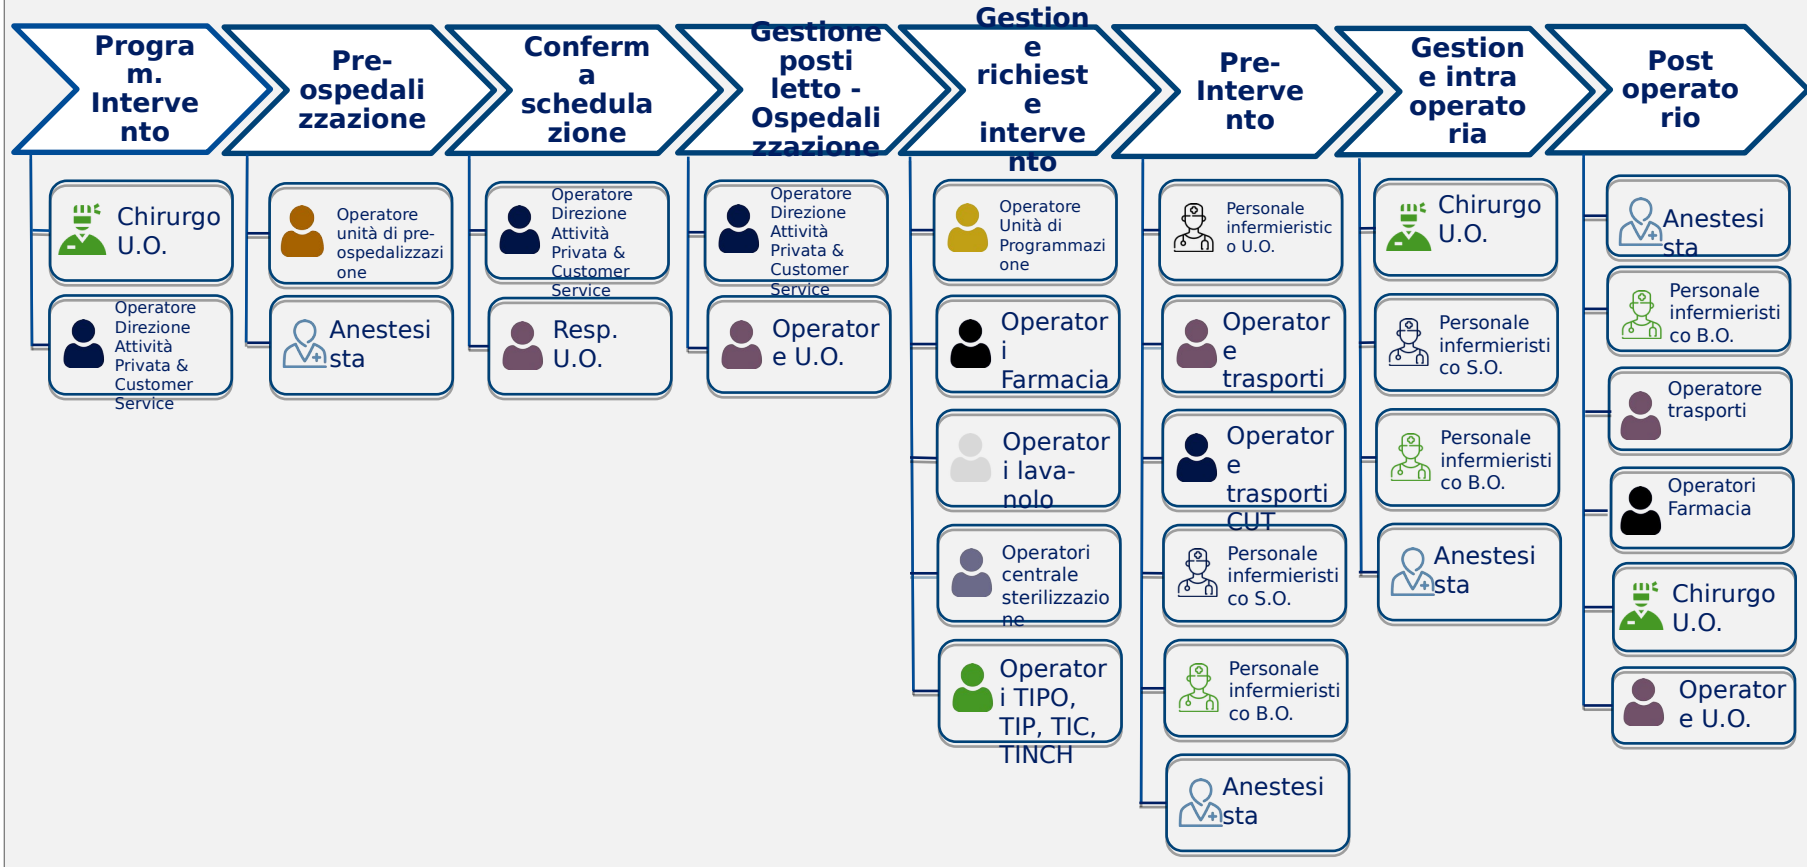 Progra
m.
Interve
nto
Pre-
ospedali
zzazione
Conferm
a
schedula
zione
Gestione
posti
letto -
Ospedali
zzazione
Gestion
e
richiest
e
interve
nto
Pre-
Interve
nto
Gestion
e intra
operato
ria
Post
operato
rio
Chirurgo
U.O.
Operatore
Direzione
Attività
Privata &
Customer
Service
Operatore
unità di pre-
ospedalizzazi
one
Anestesi
sta
Operatore
Direzione
Attività
Privata &
Customer
Service
Resp.
U.O.
Operatore
Direzione
Attività
Privata &
Customer
Service
Operator
e U.O.
Operatore
Unità di
Programmazi
one
Operator
i
Farmacia
Operator
i lava-
nolo
Operatori
centrale
sterilizzazio
ne
Operator
i TIPO,
TIP, TIC,
TINCH
Personale
infermieristic
o U.O.
Operator
e
trasporti
Operator
e
trasporti
CUT
Personale
infermieristi
co S.O.
Personale
infermieristi
co B.O.
Anestesi
sta
Chirurgo
U.O.
Personale
infermieristi
co S.O.
Personale
infermieristi
co B.O.
Anestesi
sta
Anestesi
sta
Personale
infermieristi
co B.O.
Operatore
trasporti
Operatori
Farmacia
Chirurgo
U.O.
Operator
e U.O.